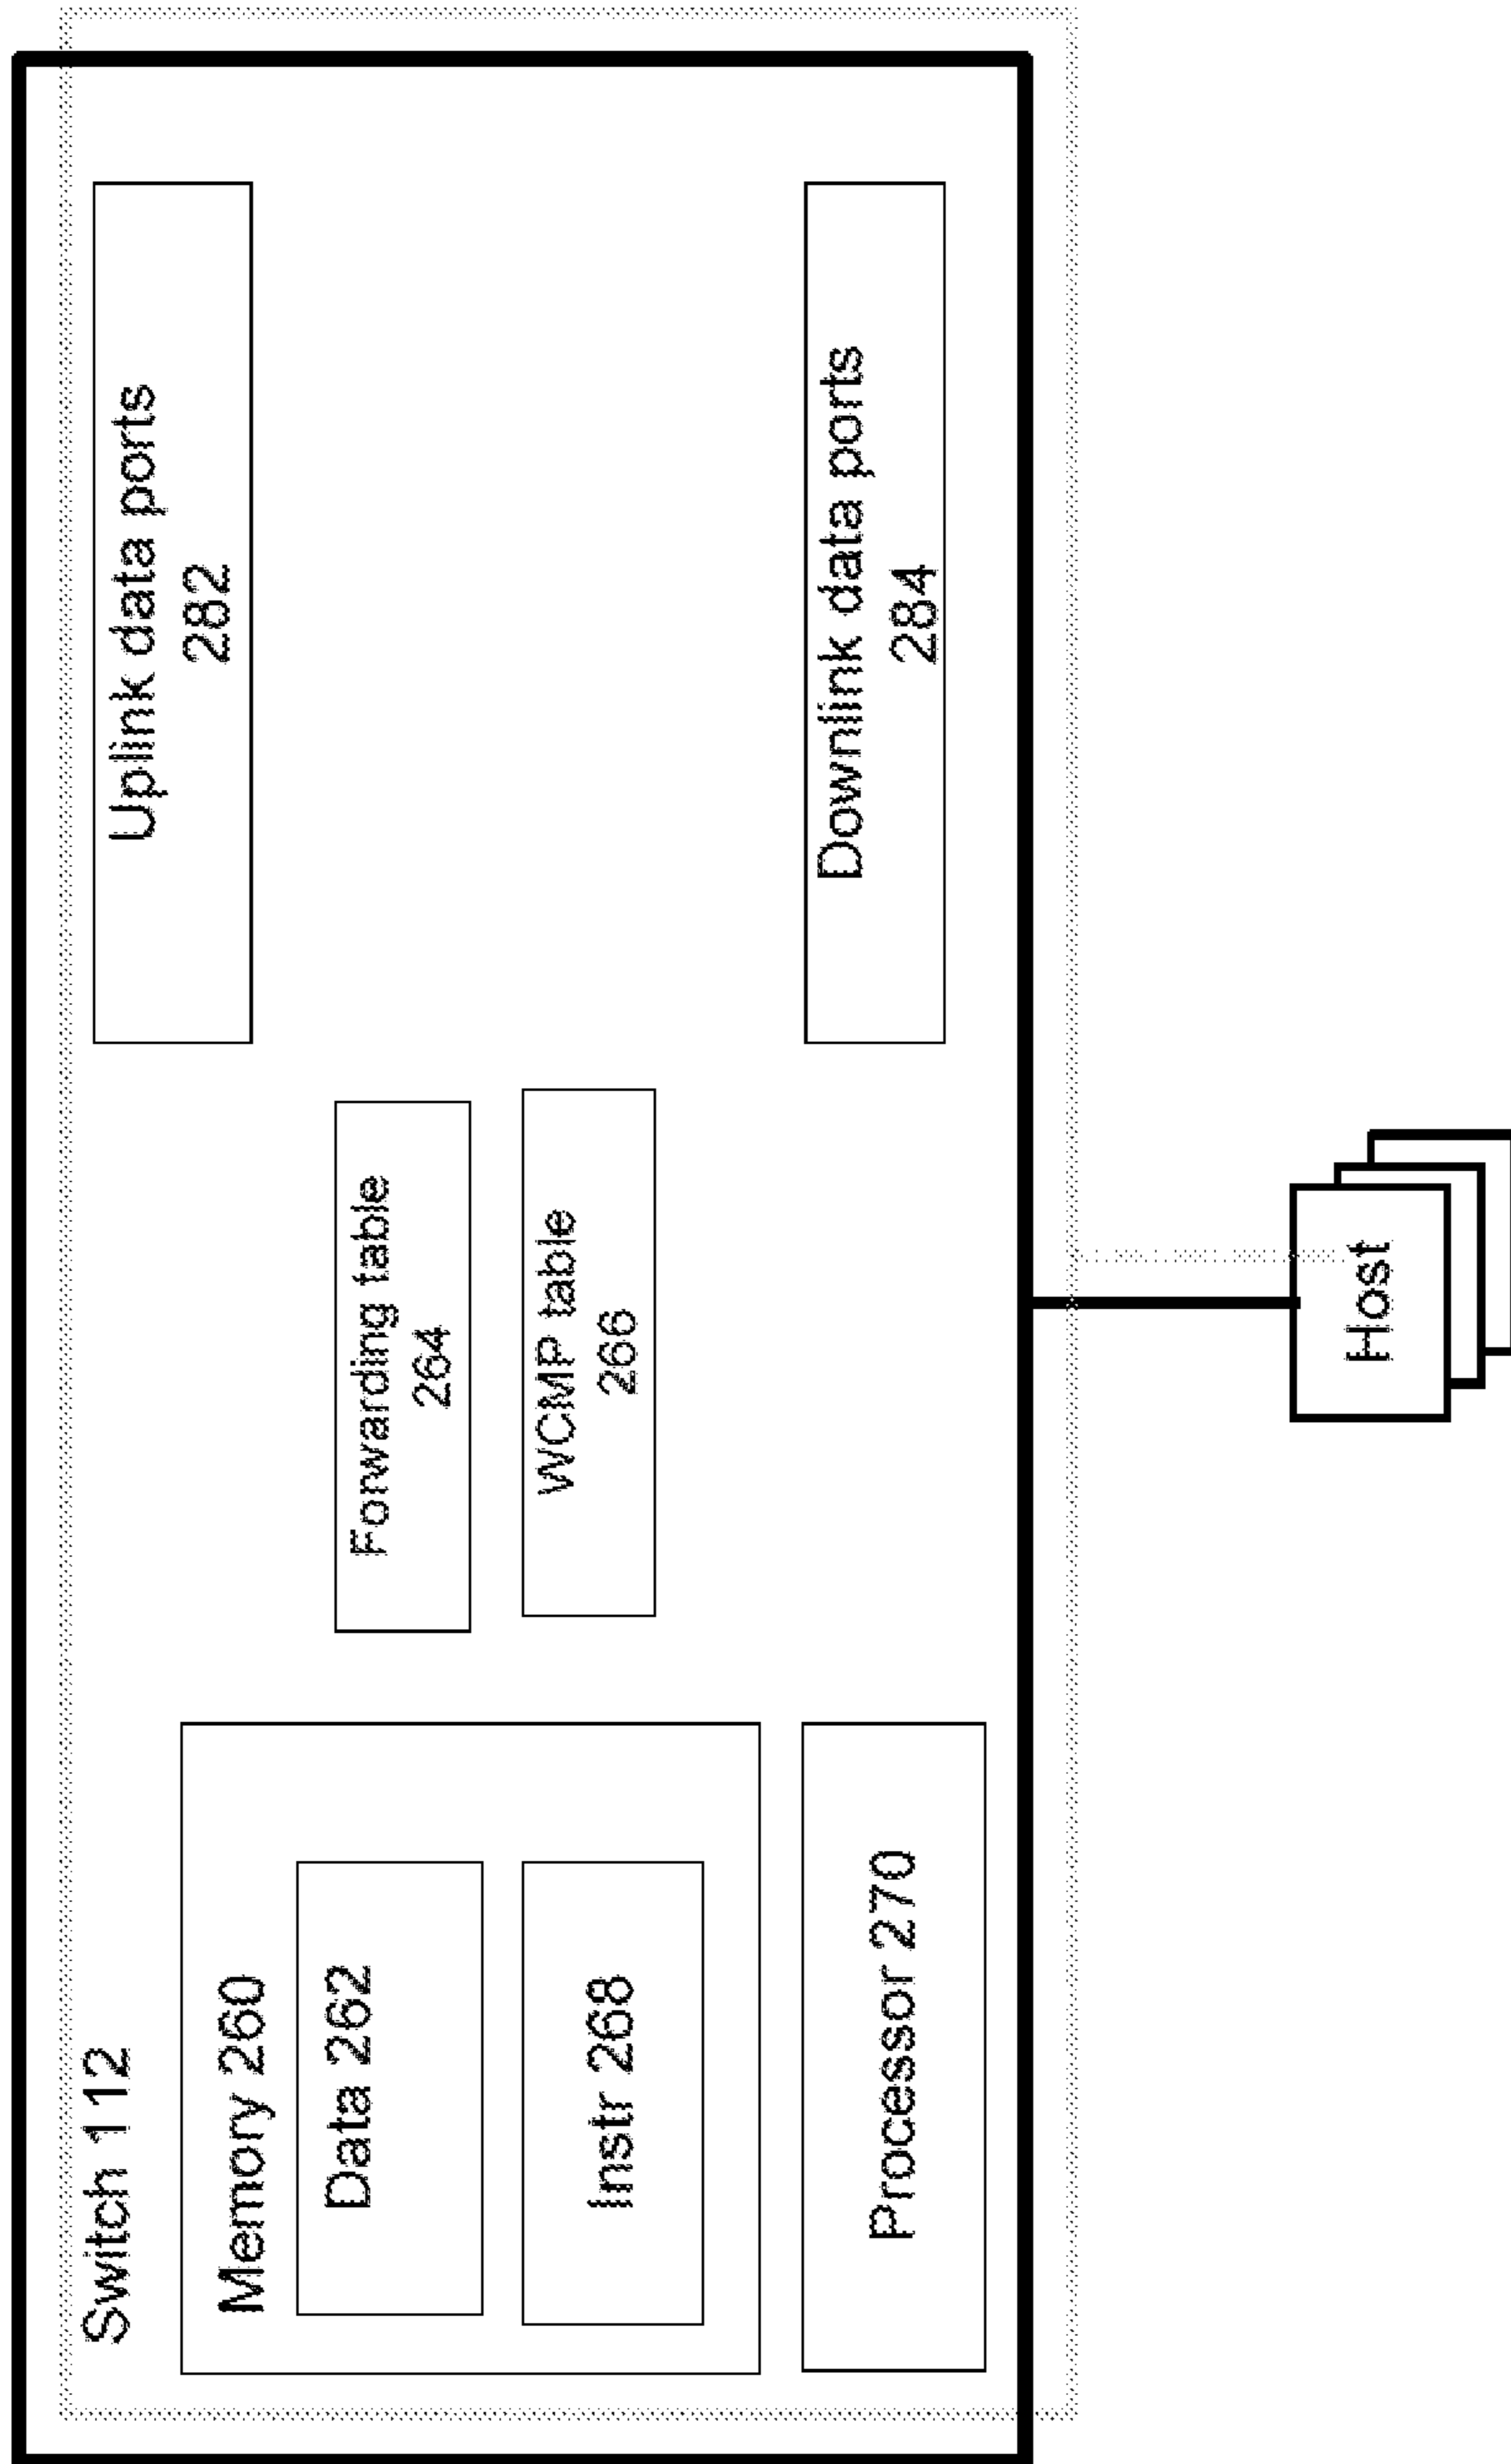 Switch 112
Memory 260
Data 262
Instr 268
Processor 270
Forwarding table
264
WCMP table
266
Uplink data ports
282
Downlink data ports
284
Host